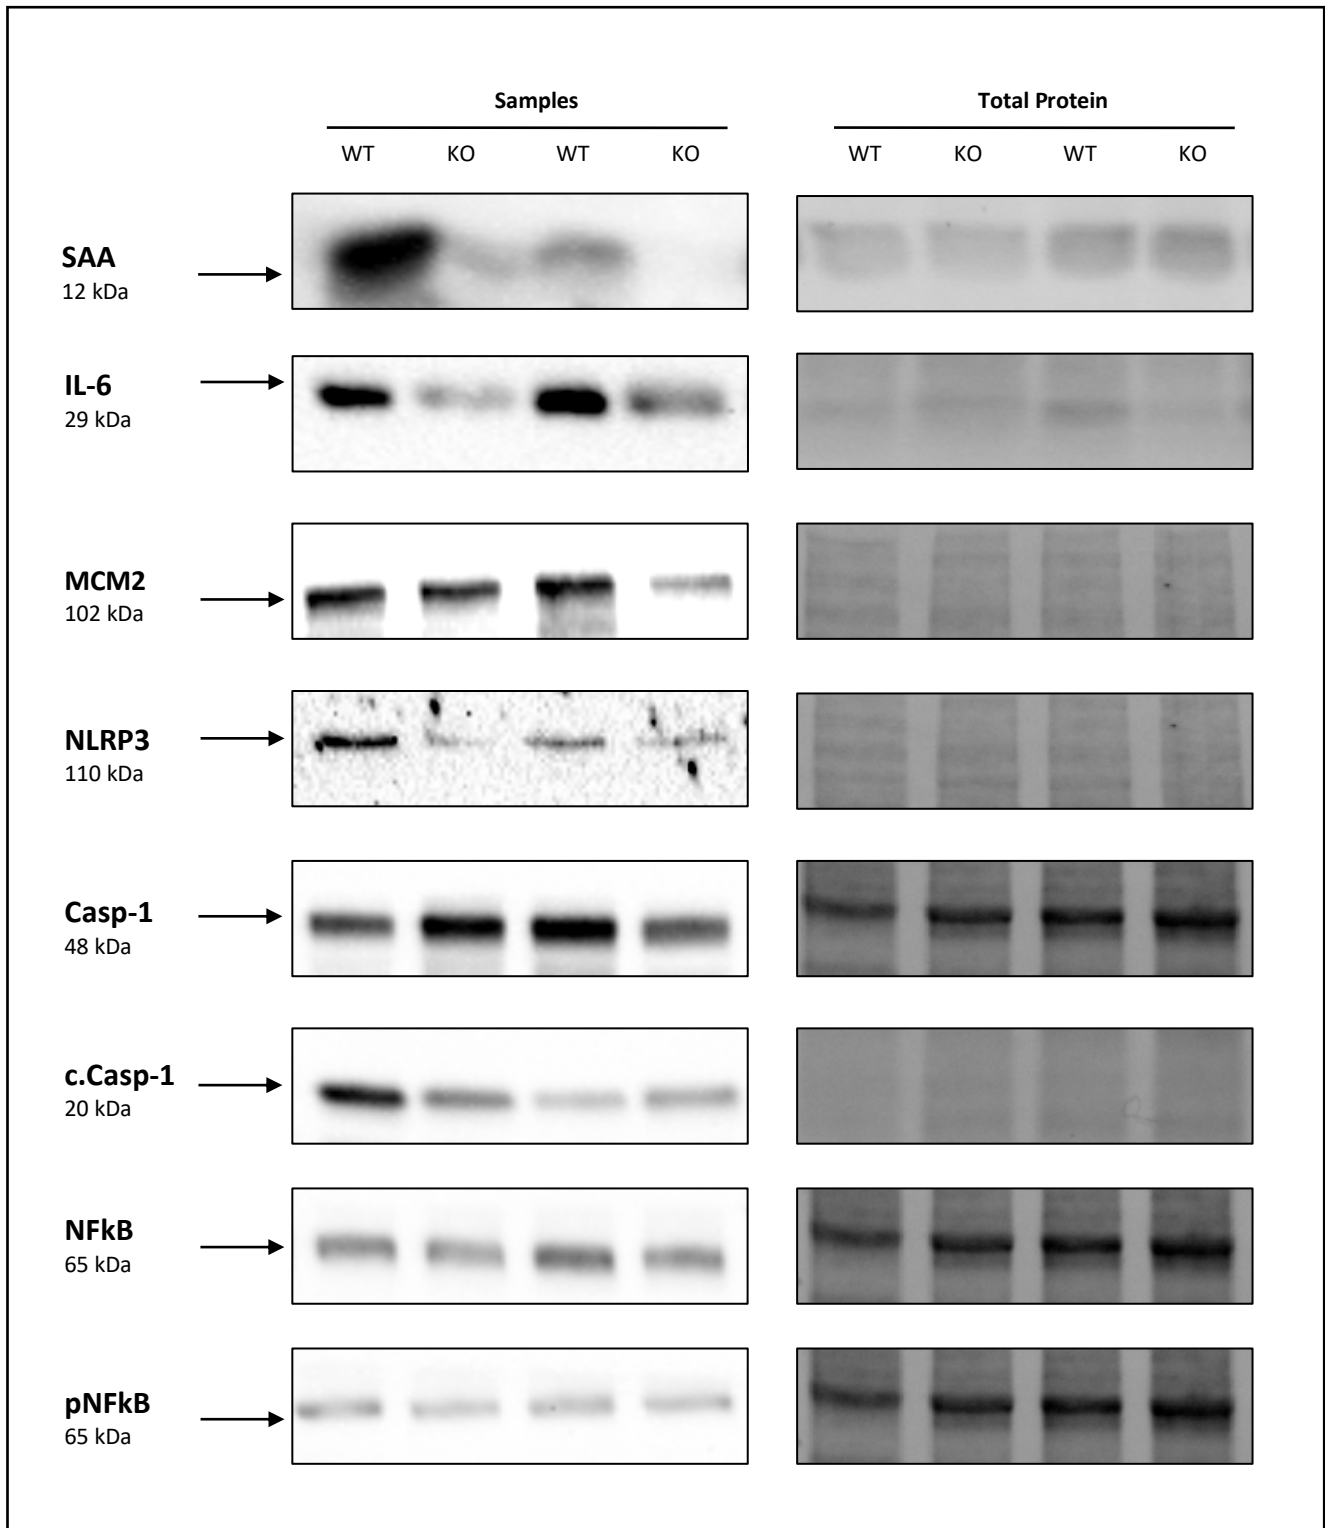 Samples
Total Protein
WT KO WT KO
WT KO WT KO
SAA
12 kDa
IL-6
29 kDa
MCM2
102 kDa
NLRP3
110 kDa
Casp-1
48 kDa
c.Casp-1
20 kDa
NFkB
65 kDa
pNFkB
65 kDa